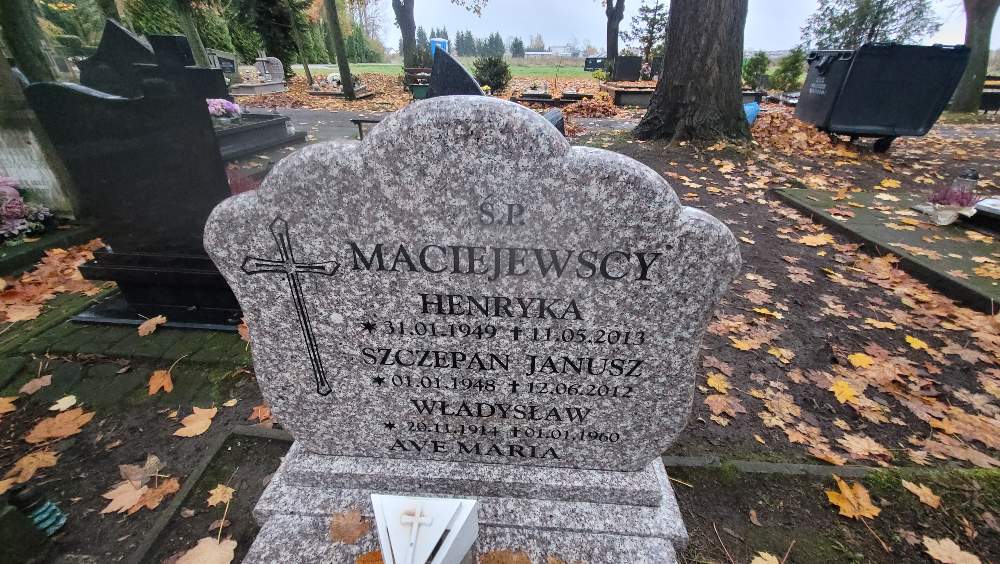 Ś.P.
MACIEJEWSCY
HENRYKA
* 31.01.1949 † 11.05.2013
SZCZEPAN JANUSZ
* 01.01.1948 † 12.06.2012
WŁADYSŁAW
* 20.11.1914 † 01.01.1960
AVE MARIA